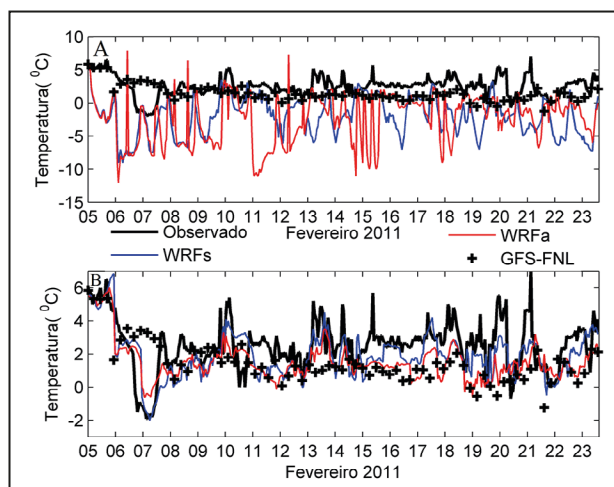 A
Temperatura( ⁰C)
10
5
0
-5
-10
-15
05 06 07 08 09 10 11 12 13 14 15 16 17 18 19 20 21 22 23
Observado Fevereiro 2011 WRFa
WRFs GFS-FNL
B
Temperatura( ⁰C)
6
4
2
0
-2
05 06 07 08 09 10 11 12 13 14 15 16 17 18 19 20 21 22 23
Fevereiro 2011